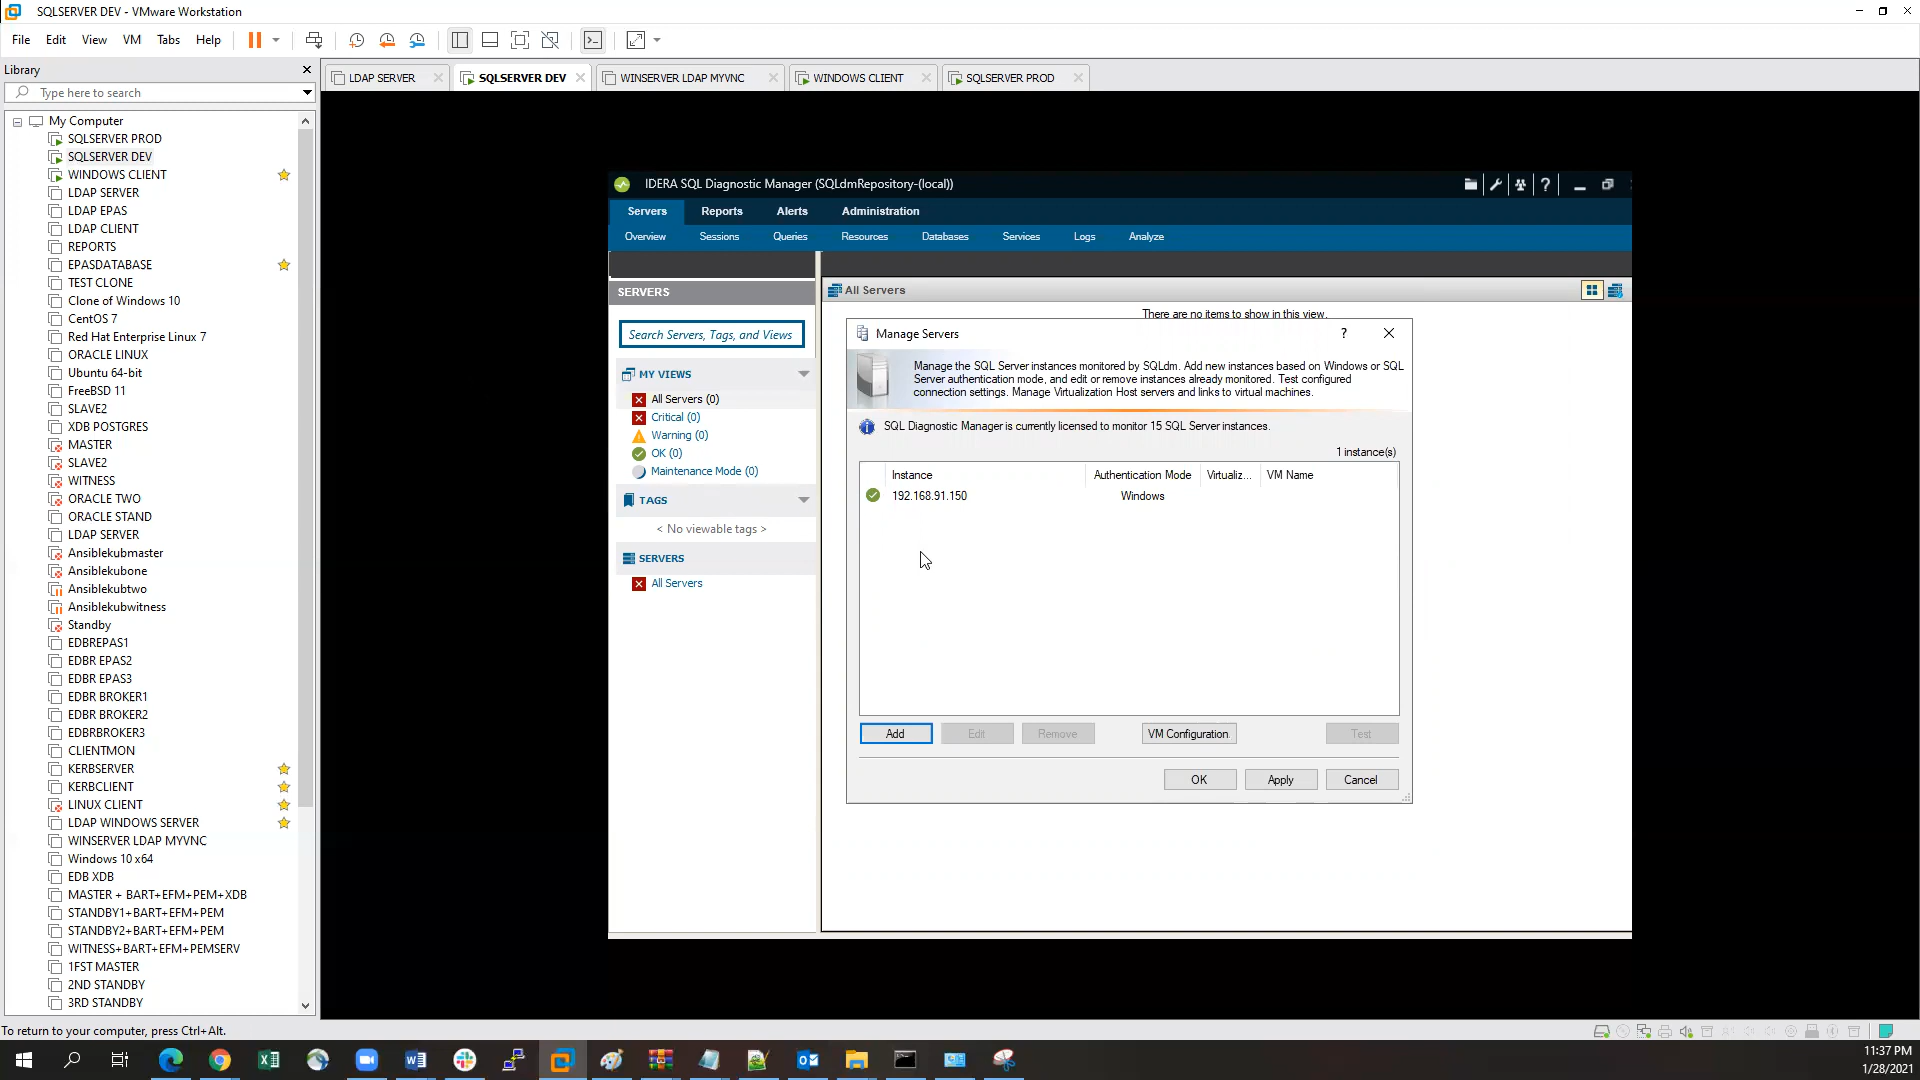 SQLSERVER DEV - VMware Workstation
File Edit View VM Tabs Help
Library
Type here to search
My Computer
SQLSERVER PROD
SQLSERVER DEV
WINDOWS CLIENT
LDAP SERVER
LDAP EPAS
LDAP CLIENT
REPORTS
EPASDATABASE
TEST CLONE
Clone of Windows 10
CentOS 7
Red Hat Enterprise Linux 7
ORACLE LINUX
Ubuntu 64-bit
FreeBSD 11
SLAVE2
XDB POSTGRES
MASTER
SLAVE2
WITNESS
ORACLE TWO
ORACLE STAND
LDAP SERVER
Ansiblekubmaster
Ansiblekubone
Ansiblekubtwo
Ansiblekubwitness
Standby
EDBREPAS1
EDBR EPAS2
EDBR EPAS3
EDBR BROKER1
EDBR BROKER2
EDBRBROKER3
CLIENTMON
KERBSERVER
KERBCLIENT
LINUX CLIENT
LDAP WINDOWS SERVER
WINSERVER LDAP MYVNC
Windows 10 x64
EDB XDB
MASTER + BART+EFM+PEM+XDB
STANDBY1+BART+EFM+PEM
STANDBY2+BART+EFM+PEM
WITNESS+BART+EFM+PEMSERV
1FST MASTER
2ND STANDBY
3RD STANDBY
LDAP SERVER SQLSERVER DEV WINSERVER LDAP MYVNC WINDOWS CLIENT SQLSERVER PROD
IDERA SQL Diagnostic Manager (SQLdmRepository-(local))
Servers Reports Alerts Administration
Overview Sessions Queries Resources Databases Services Logs Analyze
SERVERS
Search Servers, Tags, and Views
MY VIEWS
All Servers (0)
Critical (0)
Warning (0)
OK (0)
Maintenance Mode (0)
TAGS
< No viewable tags >
SERVERS
All Servers
All Servers
There are no items to show in this view.
Manage Servers
Manage the SQL Server instances monitored by SQLdm. Add new instances based on Windows or SQL
Server authentication mode, and edit or remove instances already monitored. Test configured
connection settings. Manage Virtualization Host servers and links to virtual machines.
SQL Diagnostic Manager is currently licensed to monitor 15 SQL Server instances.
1 instance(s)
Instance Authentication Mode Virtualiz... VM Name
192.168.91.150 Windows
Add Edit Remove VM Configuration Test
OK Apply Cancel
To return to your computer, press Ctrl+Alt.
11:37 PM
1/28/2021